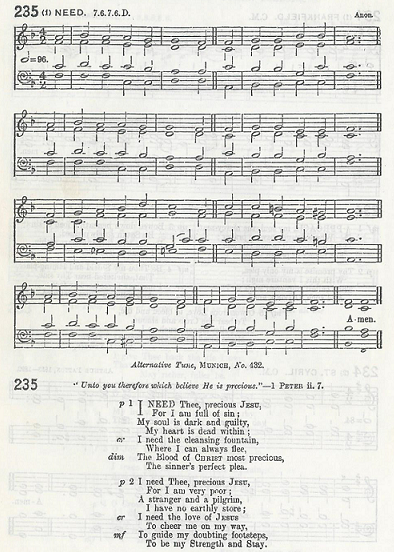 235 (1) NEED. 7.6.7.6.D. Anon.
=96.
A-men.
Alternative Tune, MUNICH, No. 432.
235 "Unto you therefore which believe He is precious."—1 PETER ii. 7.
p 1 I NEED Thee, precious JESU,
For I am full of sin;
My soul is dark and guilty,
My heart is dead within;
cr I need the cleansing fountain,
Where I can always flee,
dim The Blood of CHRIST most precious,
The sinner's perfect plea.
p 2 I need Thee, precious JESU,
For I am very poor;
A stranger and a pilgrim,
I have no earthly store;
cr I need the love of JESUS
To cheer me on my way,
mf To guide my doubting footsteps,
To be my Strength and Stay.